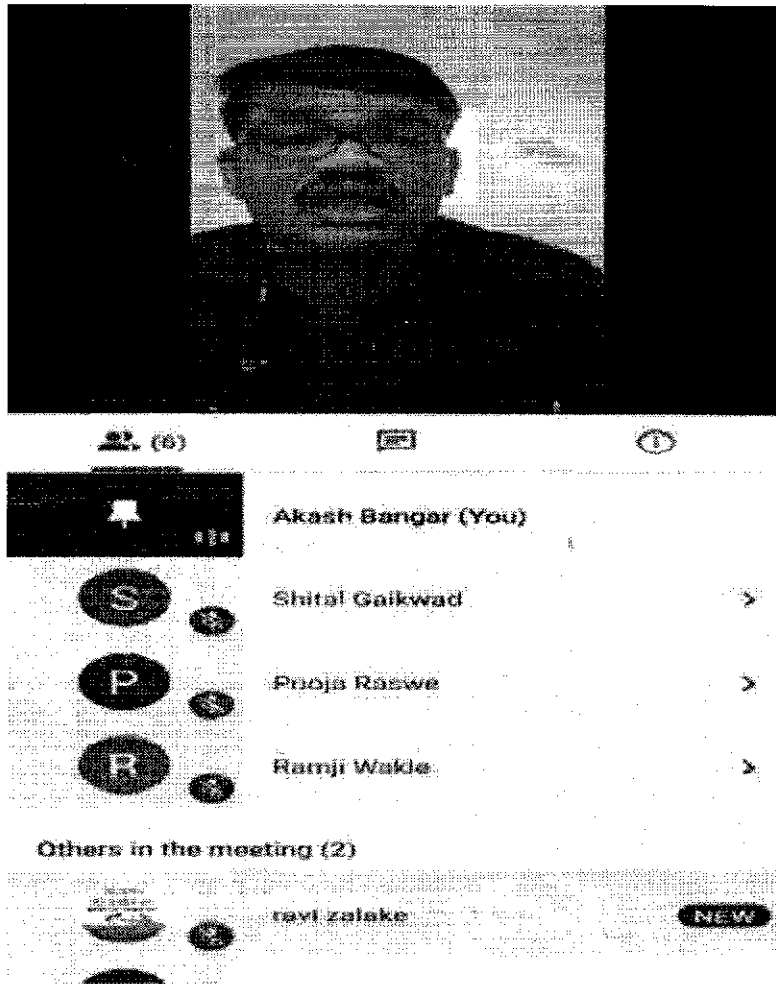 (6)
Akash Bangar (You)
S
Shital Gaikwad
P
Pooja Raswe
R
Ramji Wakle
Others in the meeting (2)
ravi zalake
NEW